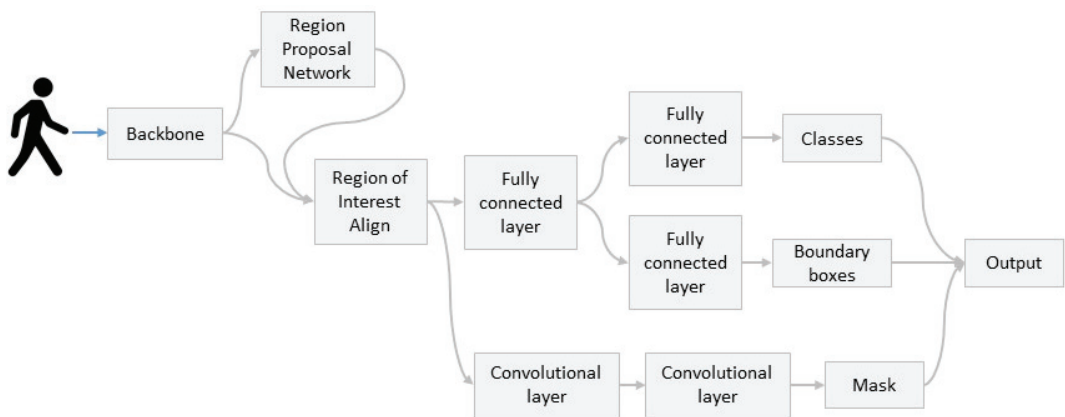 Region
Proposal
Network
Backbone
Region of
Interest
Align
Fully
connected
layer
Fully
connected
layer
Classes
Fully
connected
layer
Boundary
boxes
Output
Convolutional
layer
Convolutional
layer
Mask